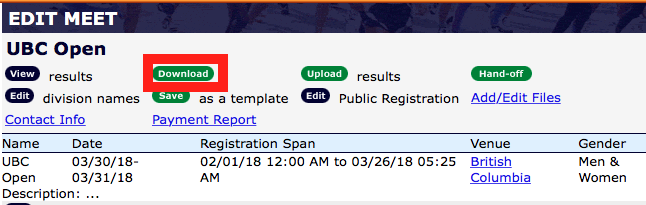 EDIT MEET
UBC Open
View results Download Upload results Hand-off
Edit division names Save as a template Edit Public Registration Add/Edit Files
Contact Info Payment Report
Name Date Registration Span Venue Gender
UBC 03/30/18- 02/01/18 12:00 AM to 03/26/18 05:25 British Men &
Open 03/31/18 AM Columbia Women
Description: ...